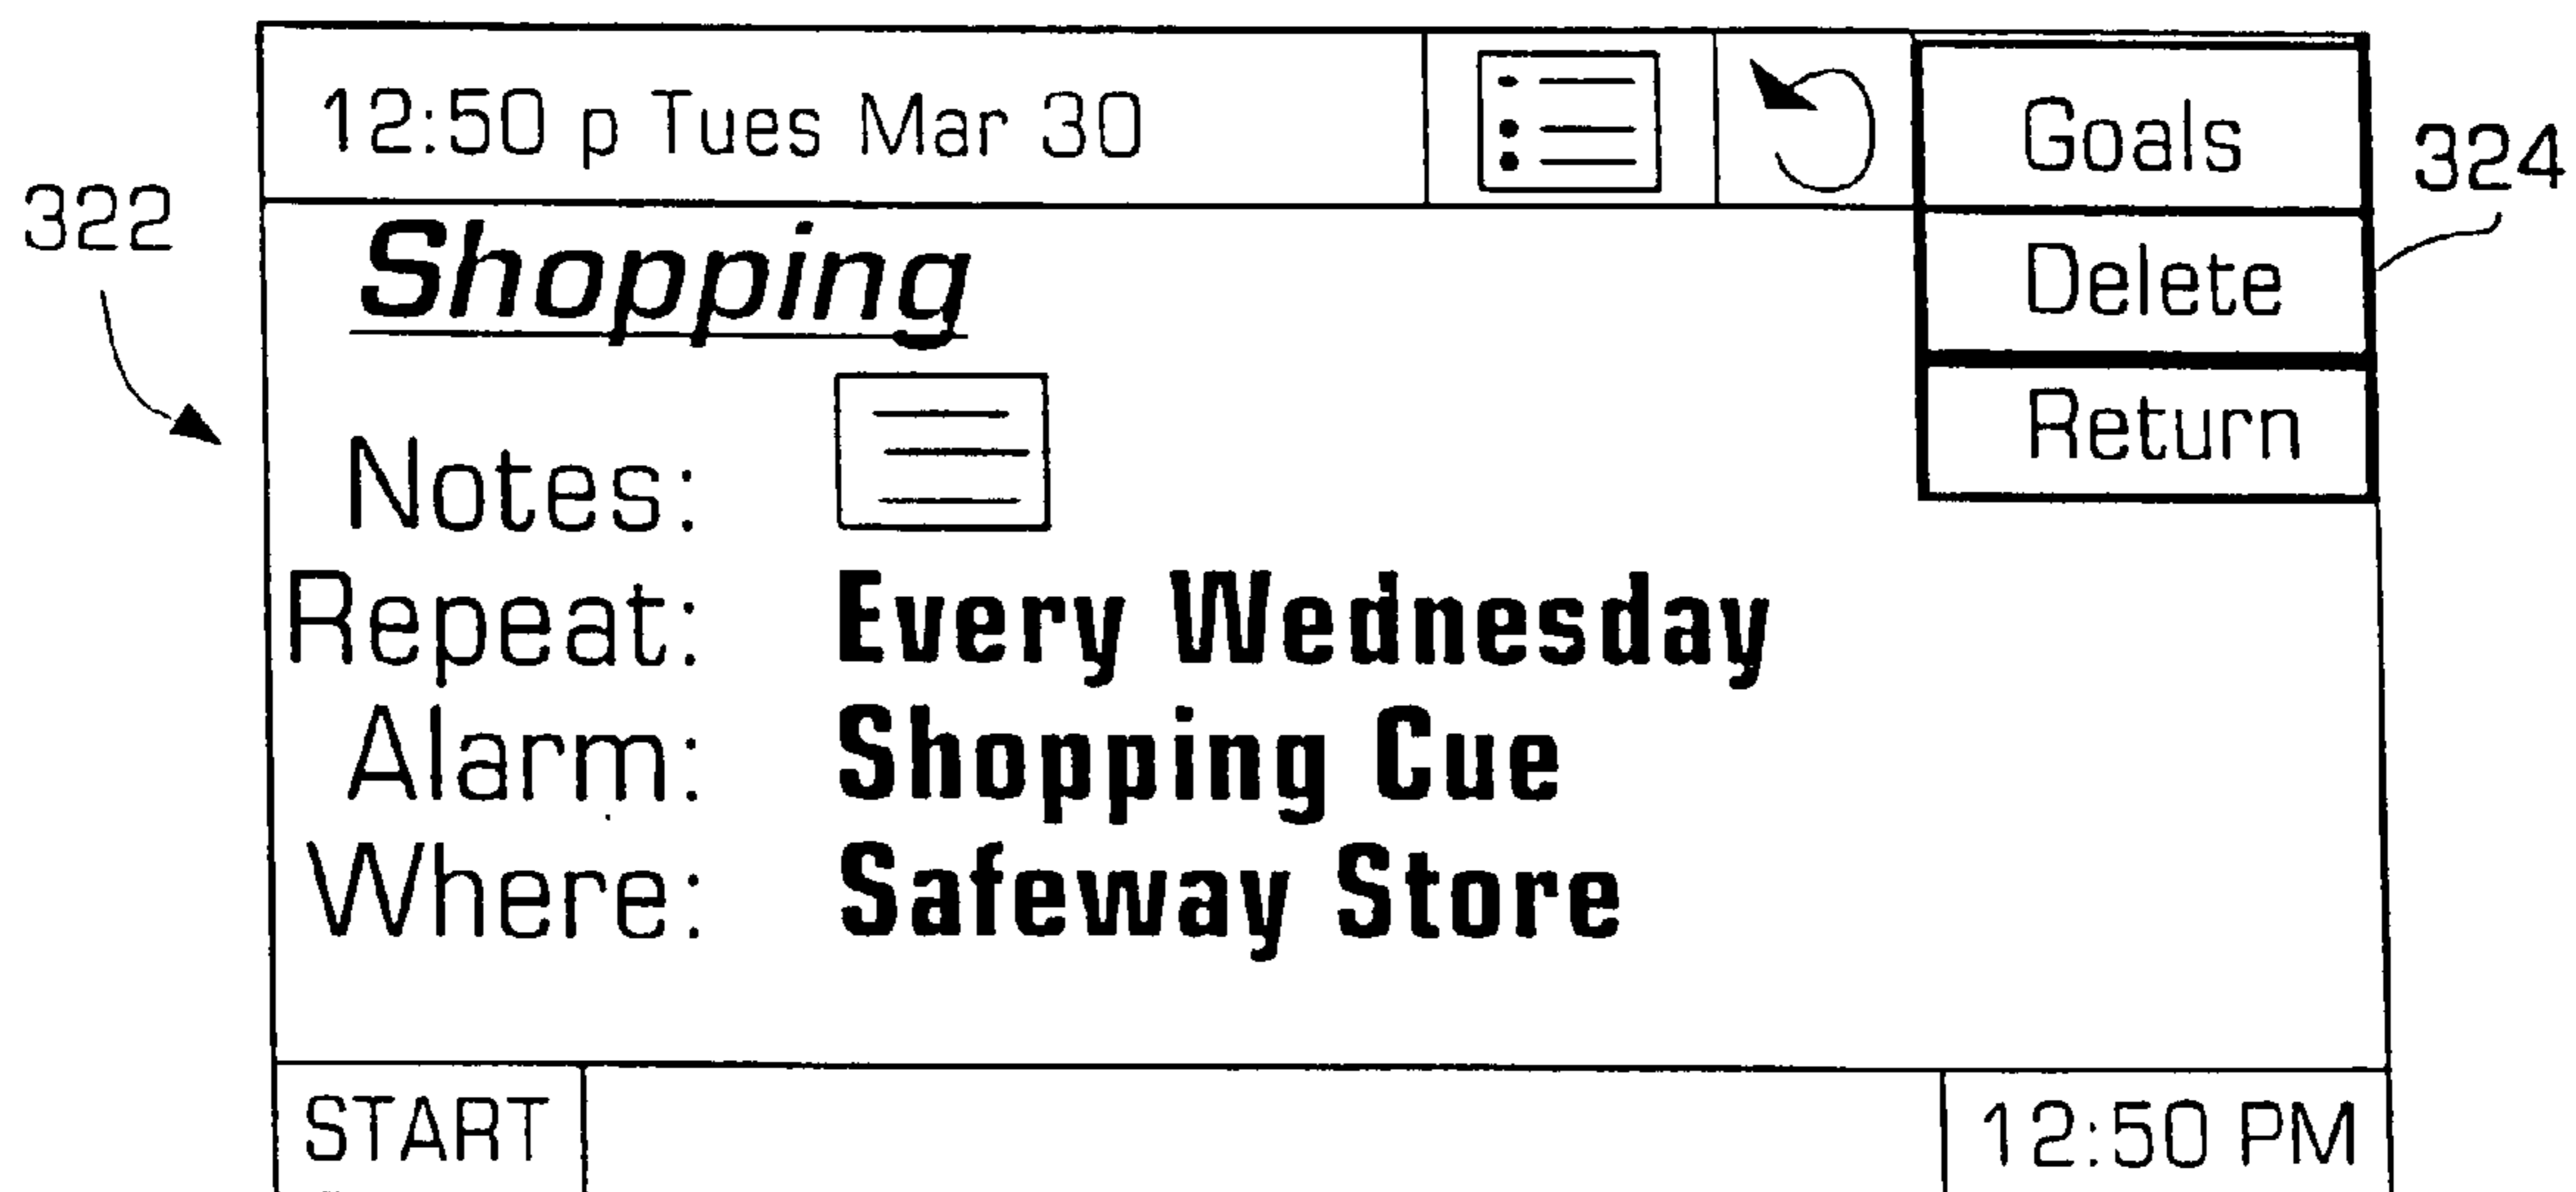 12:50 p Tues Mar 30
Goals
324
322
Shopping
Delete
Return
Notes:
Repeat: Every Wednesday
Alarm: Shopping Cue
Where: Safeway Store
START
12:50 PM